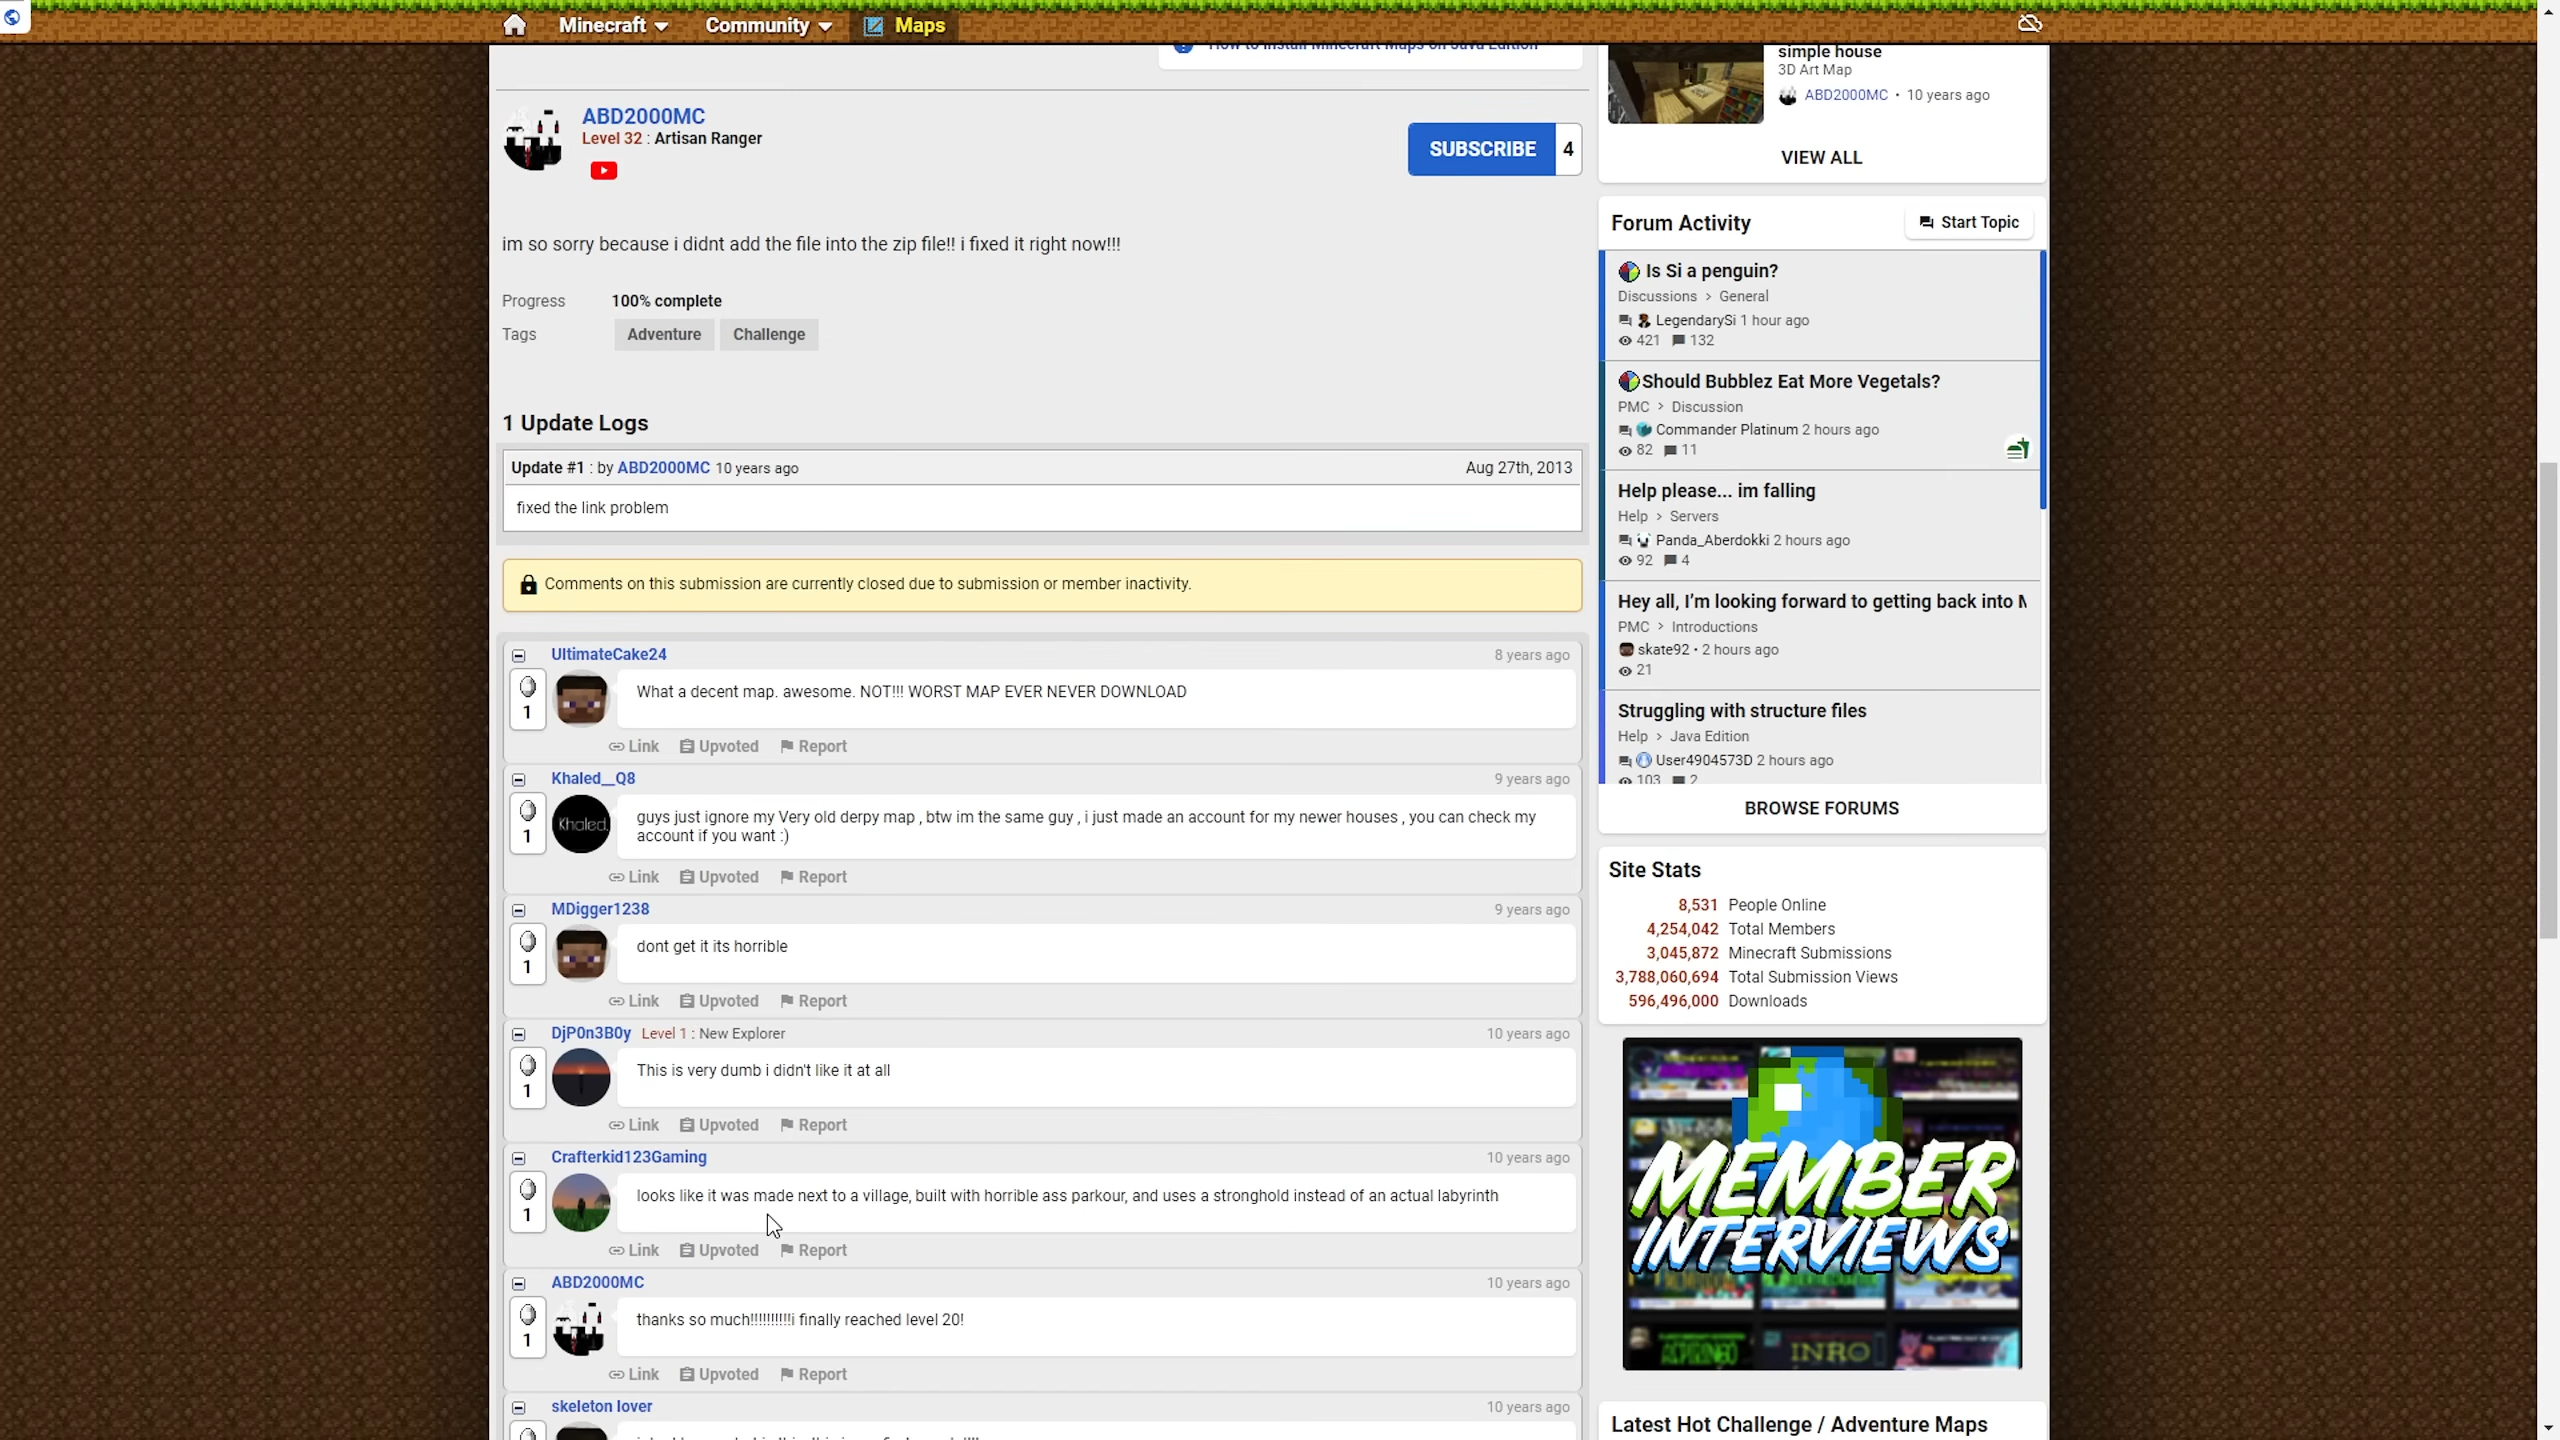 Minecraft
Community
Maps
How to install Minecraft Maps on Java Edition
ABD2000MC
Level 32 : Artisan Ranger
SUBSCRIBE 4
im so sorry because i didnt add the file into the zip file!! i fixed it right now!!!
Progress 100% complete
Tags Adventure Challenge
1 Update Logs
Update #1 : by ABD2000MC 10 years ago Aug 27th, 2013
fixed the link problem
Comments on this submission are currently closed due to submission or member inactivity.
UltimateCake24 8 years ago
1
What a decent map. awesome. NOT!!! WORST MAP EVER NEVER DOWNLOAD
Link Upvoted Report
Khaled__Q8 9 years ago
1
Khaled.
guys just ignore my Very old derpy map , btw im the same guy , i just made an account for my newer houses , you can check my
account if you want :)
Link Upvoted Report
MDigger1238 9 years ago
1
dont get it its horrible
Link Upvoted Report
DjP0n3B0y Level 1 : New Explorer 10 years ago
1
This is very dumb i didn't like it at all
Link Upvoted Report
Crafterkid123Gaming 10 years ago
1
looks like it was made next to a village, built with horrible ass parkour, and uses a stronghold instead of an actual labyrinth
Link Upvoted Report
ABD2000MC 10 years ago
1
thanks so much!!!!!!!!!!i finally reached level 20!
Link Upvoted Report
skeleton lover 10 years ago
simple house
3D Art Map
ABD2000MC • 10 years ago
VIEW ALL
Forum Activity
Start Topic
Is Si a penguin?
Discussions > General
LegendarySi 1 hour ago
421 132
Should Bubblez Eat More Vegetals?
PMC > Discussion
Commander Platinum 2 hours ago
82 11
Help please... im falling
Help > Servers
Panda_Aberdokki 2 hours ago
92 4
Hey all, I'm looking forward to getting back into
PMC > Introductions
skate92 • 2 hours ago
21
Struggling with structure files
Help > Java Edition
User4904573D 2 hours ago
103 2
BROWSE FORUMS
Site Stats
8,531 People Online
4,254,042 Total Members
3,045,872 Minecraft Submissions
3,788,060,694 Total Submission Views
596,496,000 Downloads
MEMBER
INTERVIEWS
Latest Hot Challenge / Adventure Maps